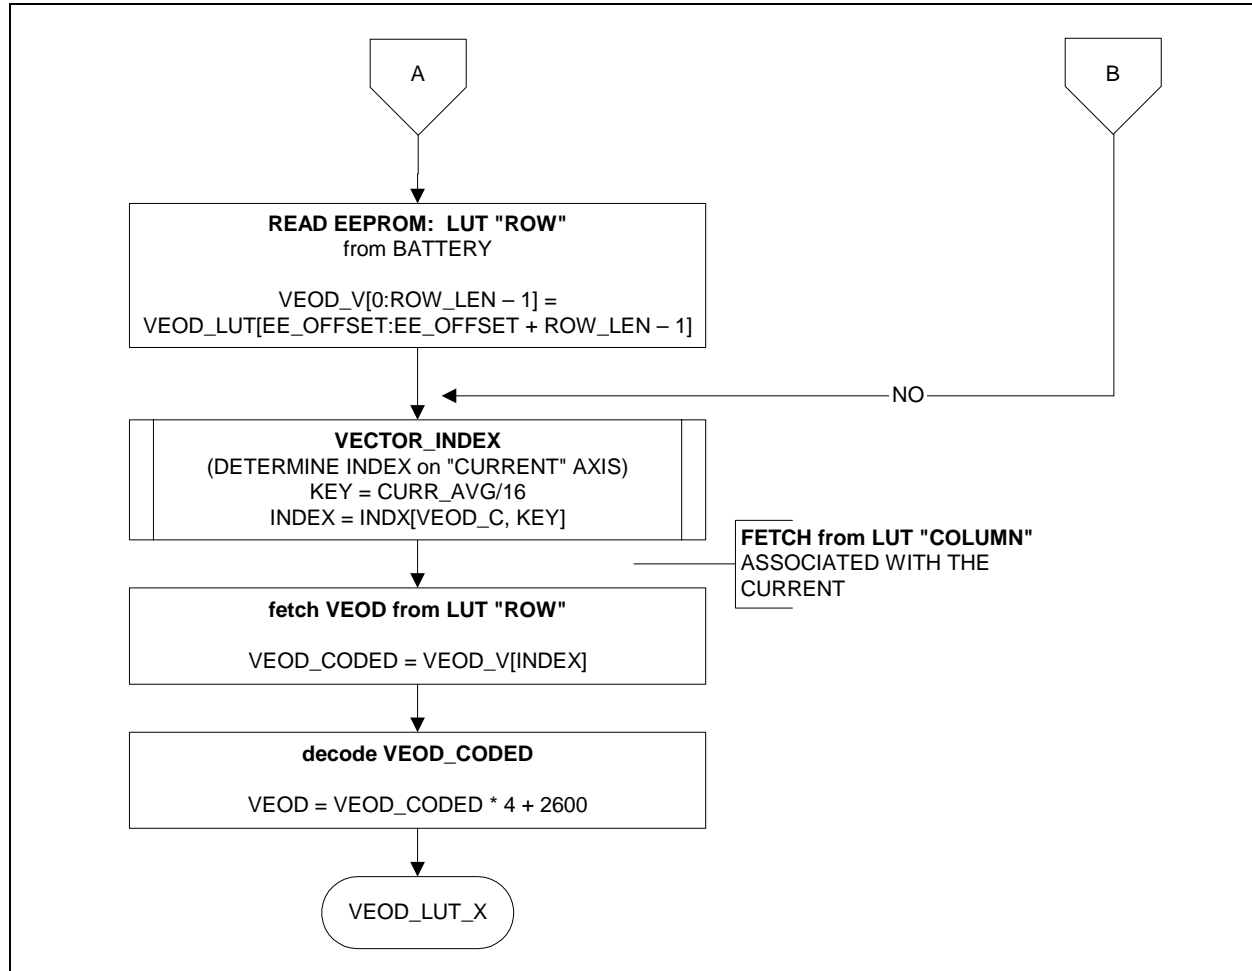 A
B
READ EEPROM: LUT "ROW"
from BATTERY
VEOD_V[0:ROW_LEN – 1] =
VEOD_LUT[EE_OFFSET:EE_OFFSET + ROW_LEN – 1]
NO
VECTOR_INDEX
(DETERMINE INDEX on "CURRENT" AXIS)
KEY = CURR_AVG/16
INDEX = INDX[VEOD_C, KEY]
FETCH from LUT "COLUMN"
ASSOCIATED WITH THE
CURRENT
fetch VEOD from LUT "ROW"
VEOD_CODED = VEOD_V[INDEX]
decode VEOD_CODED
VEOD = VEOD_CODED * 4 + 2600
VEOD_LUT_X